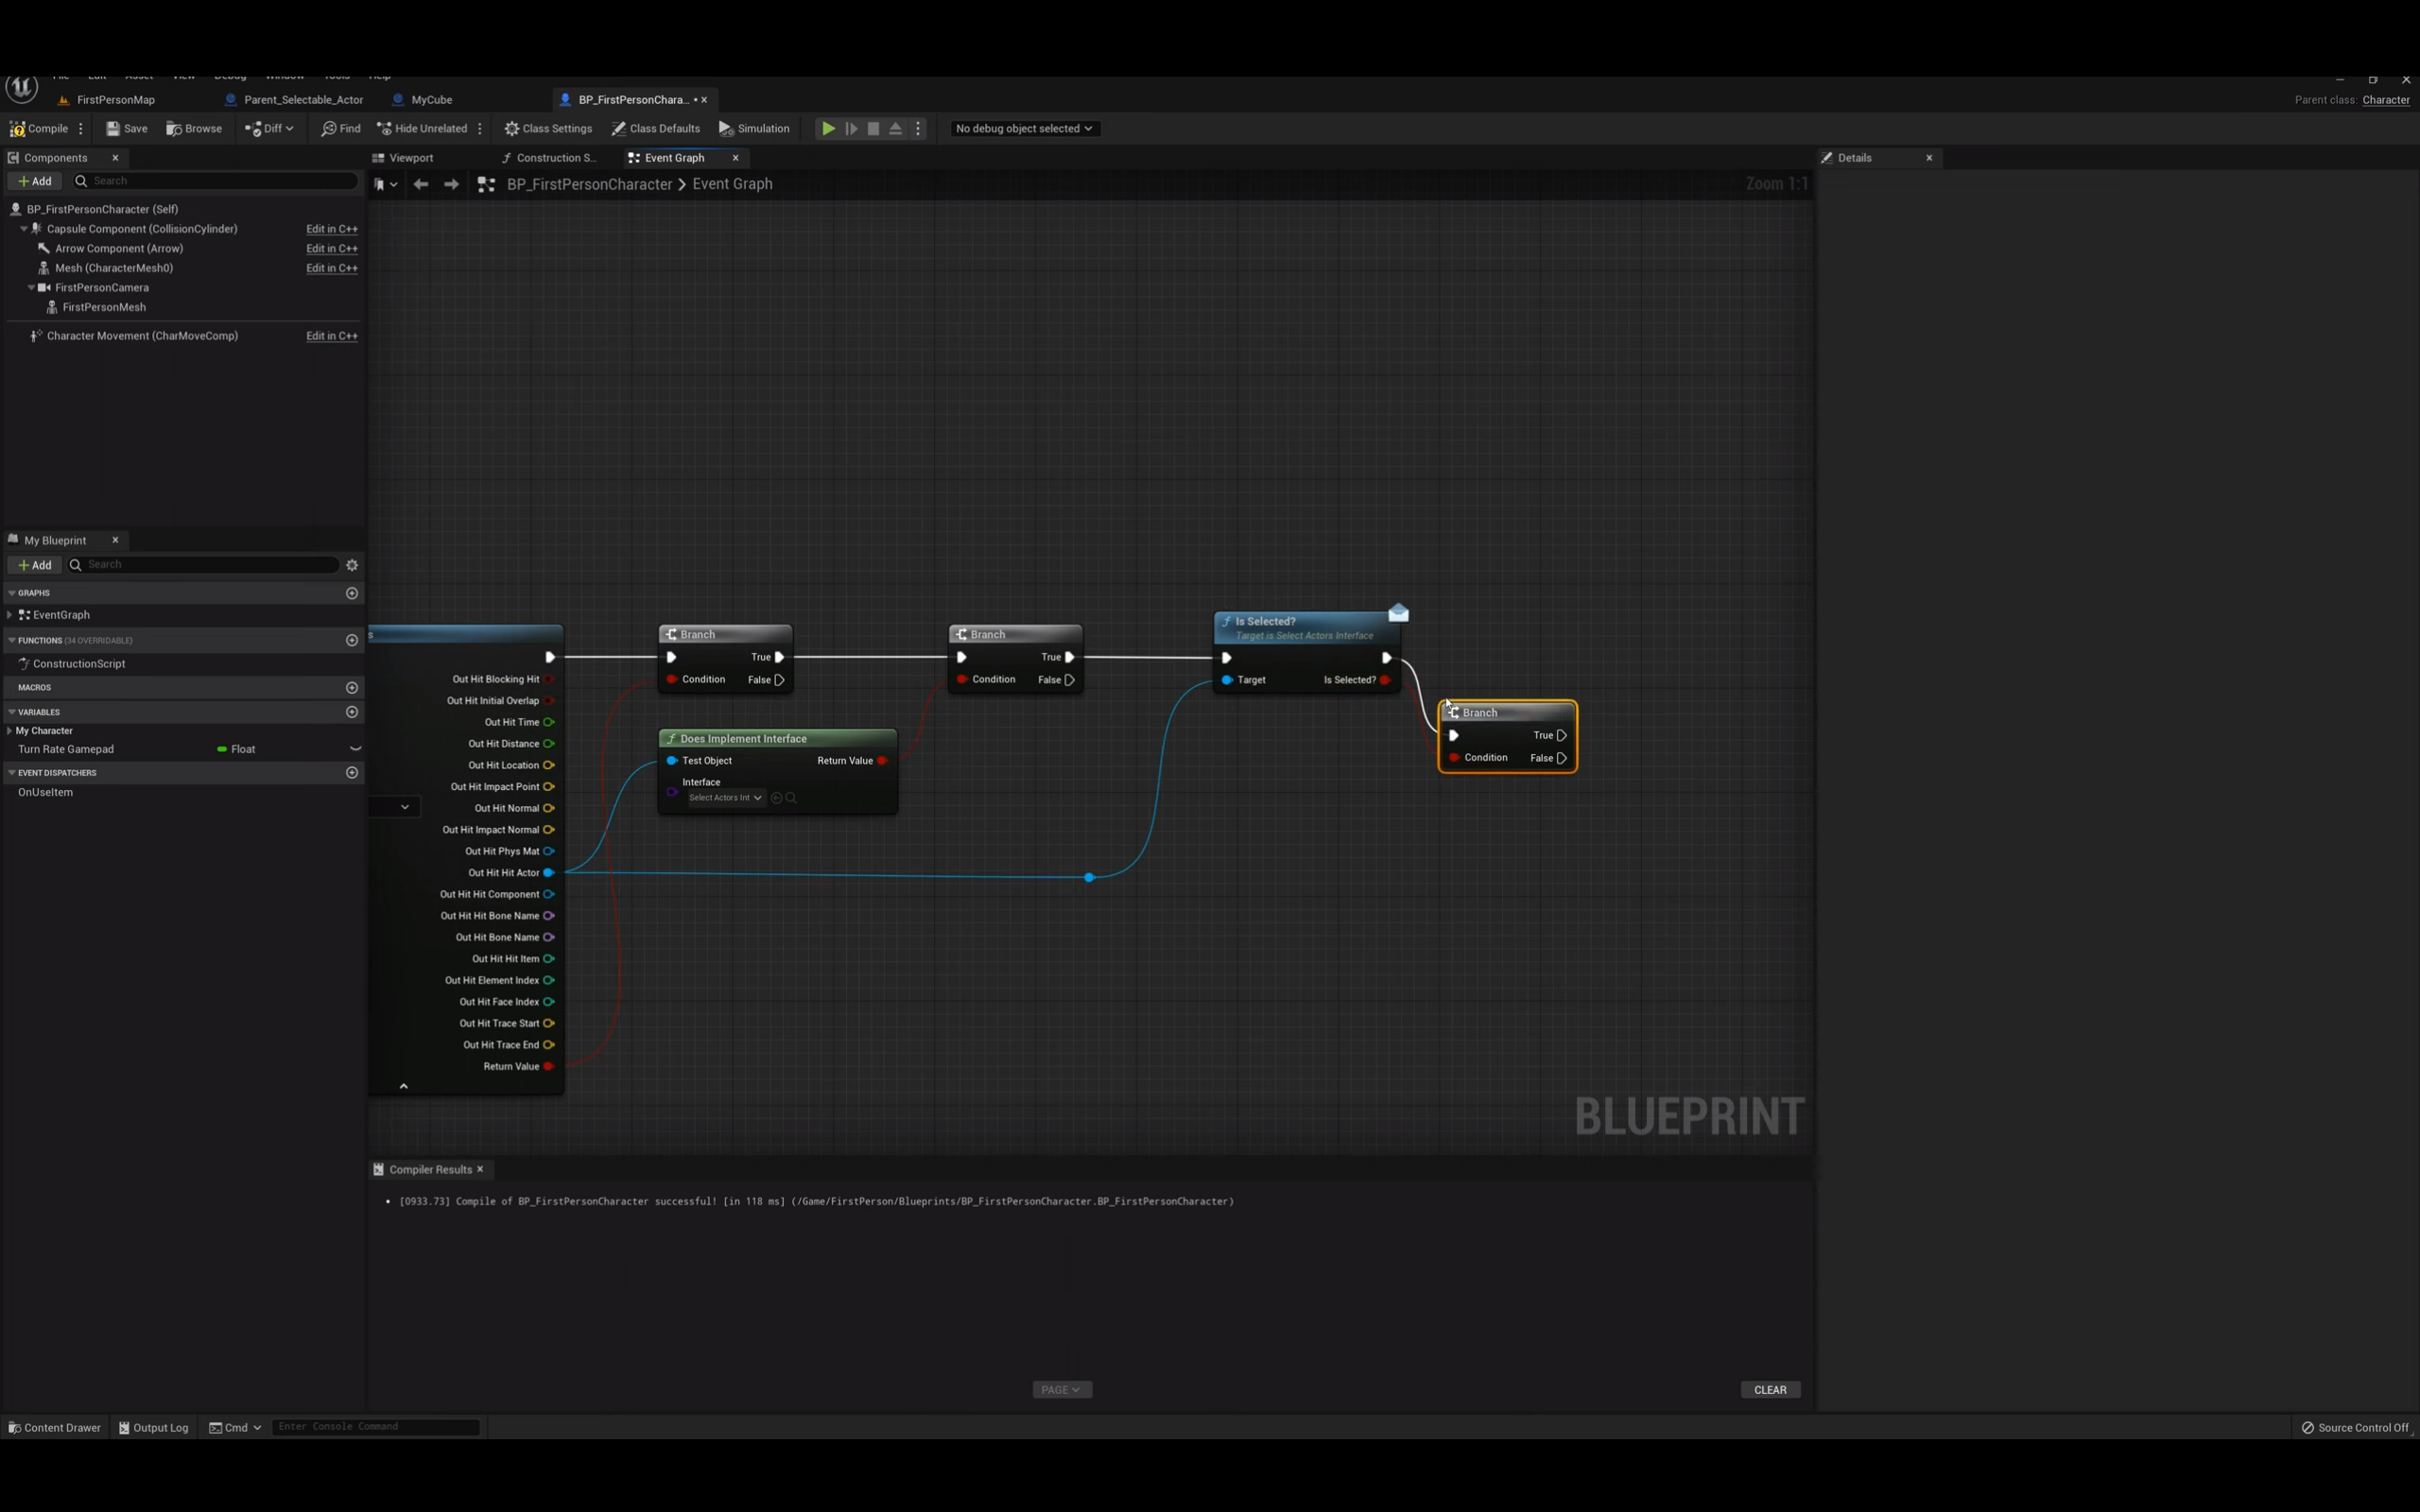 File Edit Asset View Debug Window Tools Help
FirstPersonMap Parent_Selectable_Actor MyCube BP_FirstPersonChara... •
Parent class: Character
Compile Save Browse Diff Find Hide Unrelated Class Settings Class Defaults Simulation No debug object selected
Components
Viewport Construction S... Event Graph
Details
+ Add Search
BP_FirstPersonCharacter > Event Graph
Zoom 1:1
BP_FirstPersonCharacter (Self)
Capsule Component (CollisionCylinder) Edit in C++
Arrow Component (Arrow) Edit in C++
Mesh (CharacterMesh0) Edit in C++
FirstPersonCamera
FirstPersonMesh
Character Movement (CharMoveComp) Edit in C++
My Blueprint
+ Add Search
GRAPHS
EventGraph
FUNCTIONS (34 OVERRIDABLE)
ConstructionScript
MACROS
VARIABLES
My Character
Turn Rate Gamepad Float
EVENT DISPATCHERS
OnUseItem
s
Out Hit Blocking Hit
Out Hit Initial Overlap
Out Hit Time
Out Hit Distance
Out Hit Location
Out Hit Impact Point
Out Hit Normal
Out Hit Impact Normal
Out Hit Phys Mat
Out Hit Hit Actor
Out Hit Hit Component
Out Hit Hit Bone Name
Out Hit Bone Name
Out Hit Hit Item
Out Hit Element Index
Out Hit Face Index
Out Hit Trace Start
Out Hit Trace End
Return Value
Branch
True
Condition False
Does Implement Interface
Test Object Return Value
Interface
Select Actors Int
Branch
True
Condition False
Is Selected?
Target is Select Actors Interface
Target Is Selected?
Branch
True
Condition False
BLUEPRINT
Compiler Results
• [0933.73] Compile of BP_FirstPersonCharacter successful! [in 118 ms] (/Game/FirstPerson/Blueprints/BP_FirstPersonCharacter.BP_FirstPersonCharacter)
PAGE
CLEAR
Content Drawer Output Log Cmd Enter Console Command
Source Control Off